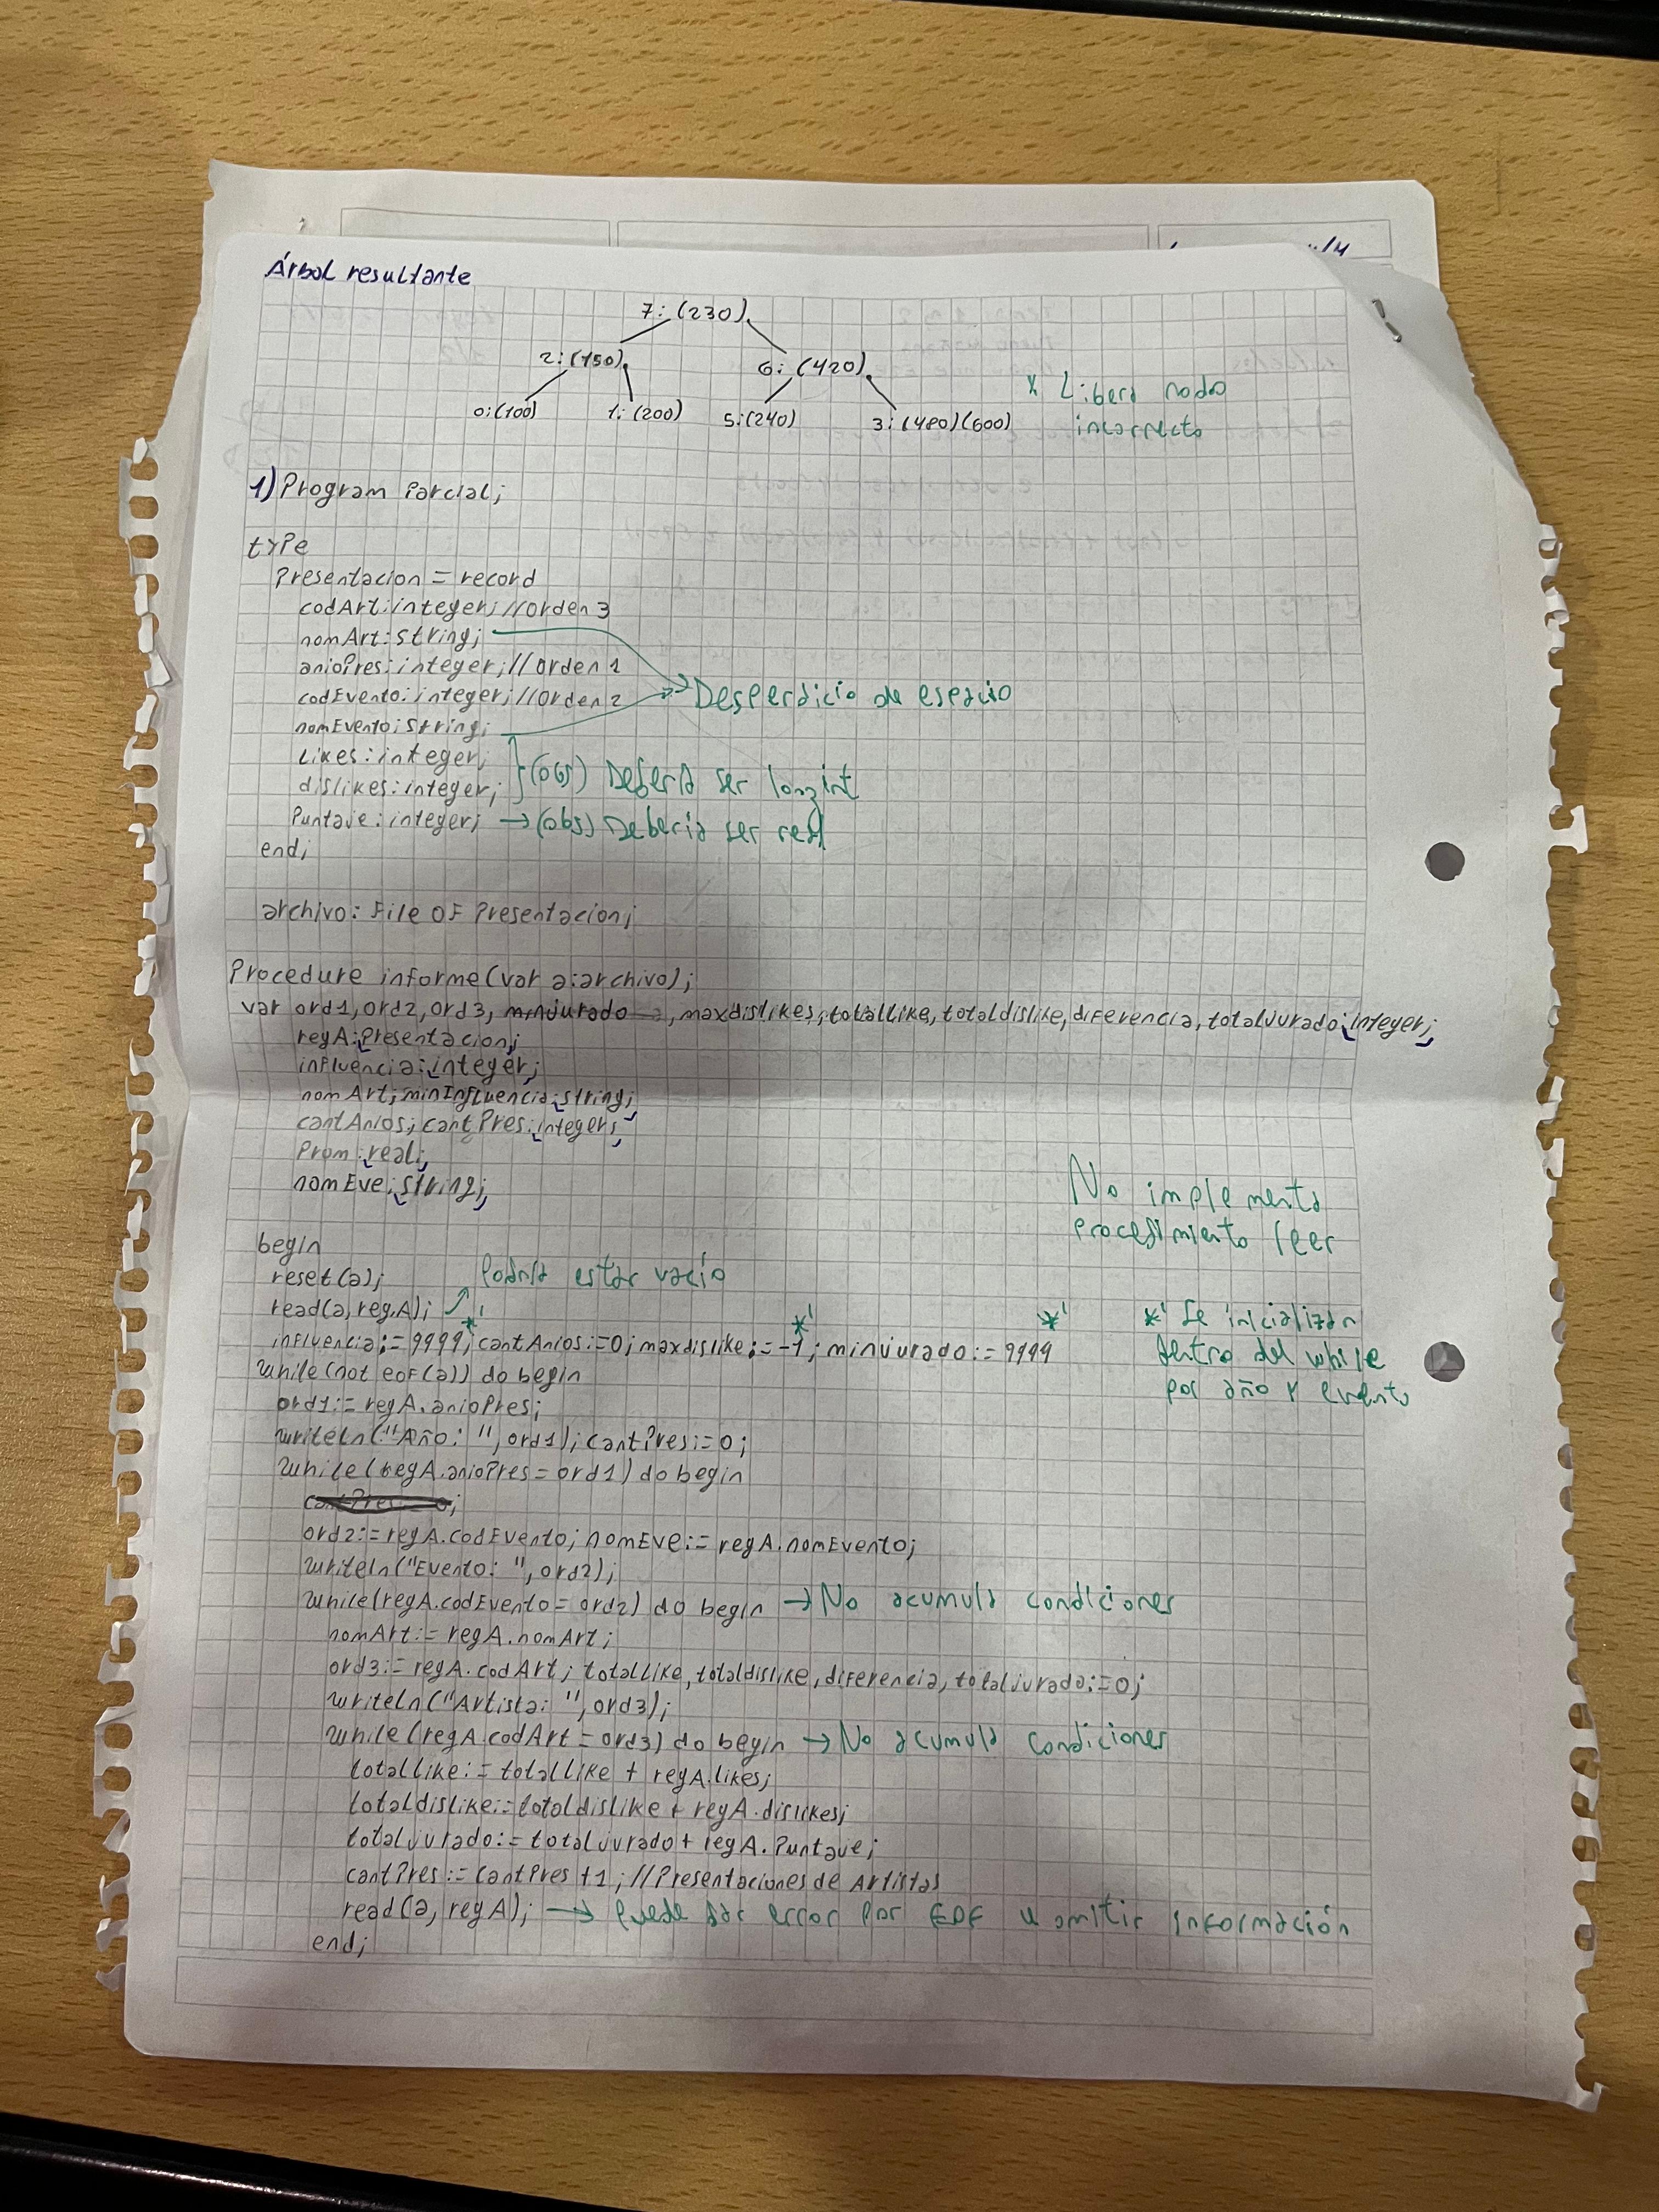 Árbol resultante
7: (230)
2: (150) 6: (420)
0: (100) 1: (200) 5: (240) 3: (480)(600)
* Libera nodo
incorrecto
1) Program Parcial;
type
Presentacion = record
codArt: integer; //orden 3
nomArt: string;
anioPres: integer; //orden 1
codEvento: integer; //orden 2
→ Desperdicio de espacio
nomEvento: string;
Likes: integer;
dislikes: integer; } (obs) Debería ser longint
Puntaje: integer; → (obs) Debería ser real
end;
archivo: File OF Presentacion;
Procedure informe(var a: archivo);
var ord1, ord2, ord3, minjurado, maxdislikes, totallike, totaldislike, diferencia, totaljurado: integer;
regA: Presentacion;
influencia: integer;
nomArt; minInfluencia: string;
cantAnios; cantPres: integer;
Prom: real;
nomEve: string;
No implementa
procedimiento leer
begin
reset(a); Podría estar vacío
read(a, regA);
influencia := 9999; cantAnios := 0; maxdislike := -1; minjurado := 9999
*' *' *' *' Se inicializan
dentro del while
por año y evento
while (not eof(a)) do begin
ord1 := regA.anioPres;
writeln("Año: ", ord1); cantPres := 0;
while (regA.anioPres = ord1) do begin
cantPres := 0;
ord2 := regA.codEvento; nomEve := regA.nomEvento;
writeln("Evento: ", ord2);
while (regA.codEvento = ord2) do begin → No acumula condiciones
nomArt := regA.nomArt;
ord3 := regA.codArt; totallike, totaldislike, diferencia, totaljurado := 0;
writeln("Artista: ", ord3);
while (regA.codArt = ord3) do begin → No acumula condiciones
totallike := totallike + regA.likes;
totaldislike := totaldislike + regA.dislikes;
totaljurado := totaljurado + regA.Puntaje;
cantPres := cantPres + 1; //Presentaciones de Artistas
read(a, regA); → Puede dar error por EOF u omitir información
end;